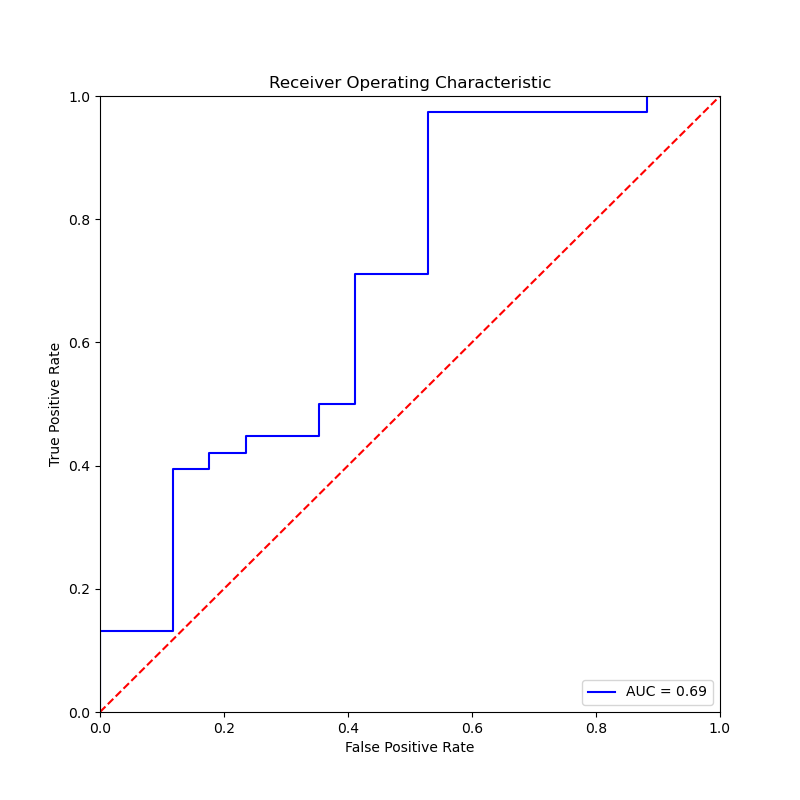 Receiver Operating Characteristic
1.0
0.8
0.6
0.4
0.2
0.0
True Positive Rate
AUC = 0.69
0.0 0.2 0.4 0.6 0.8 1.0
False Positive Rate